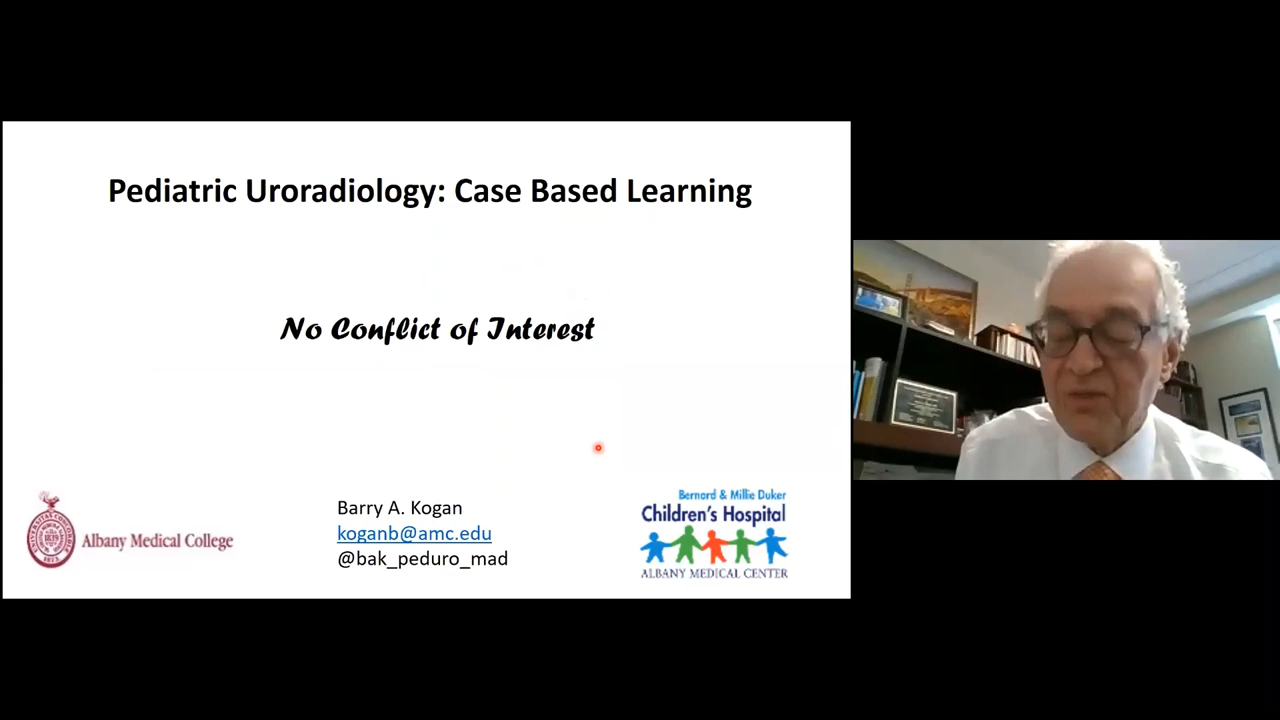 Pediatric Uroradiology: Case Based Learning
No Conflict of Interest
Albany Medical College
Barry A. Kogan
koganb@amc.edu
@bak_peduro_mad
Bernard & Millie Duker
Children's Hospital
ALBANY MEDICAL CENTER